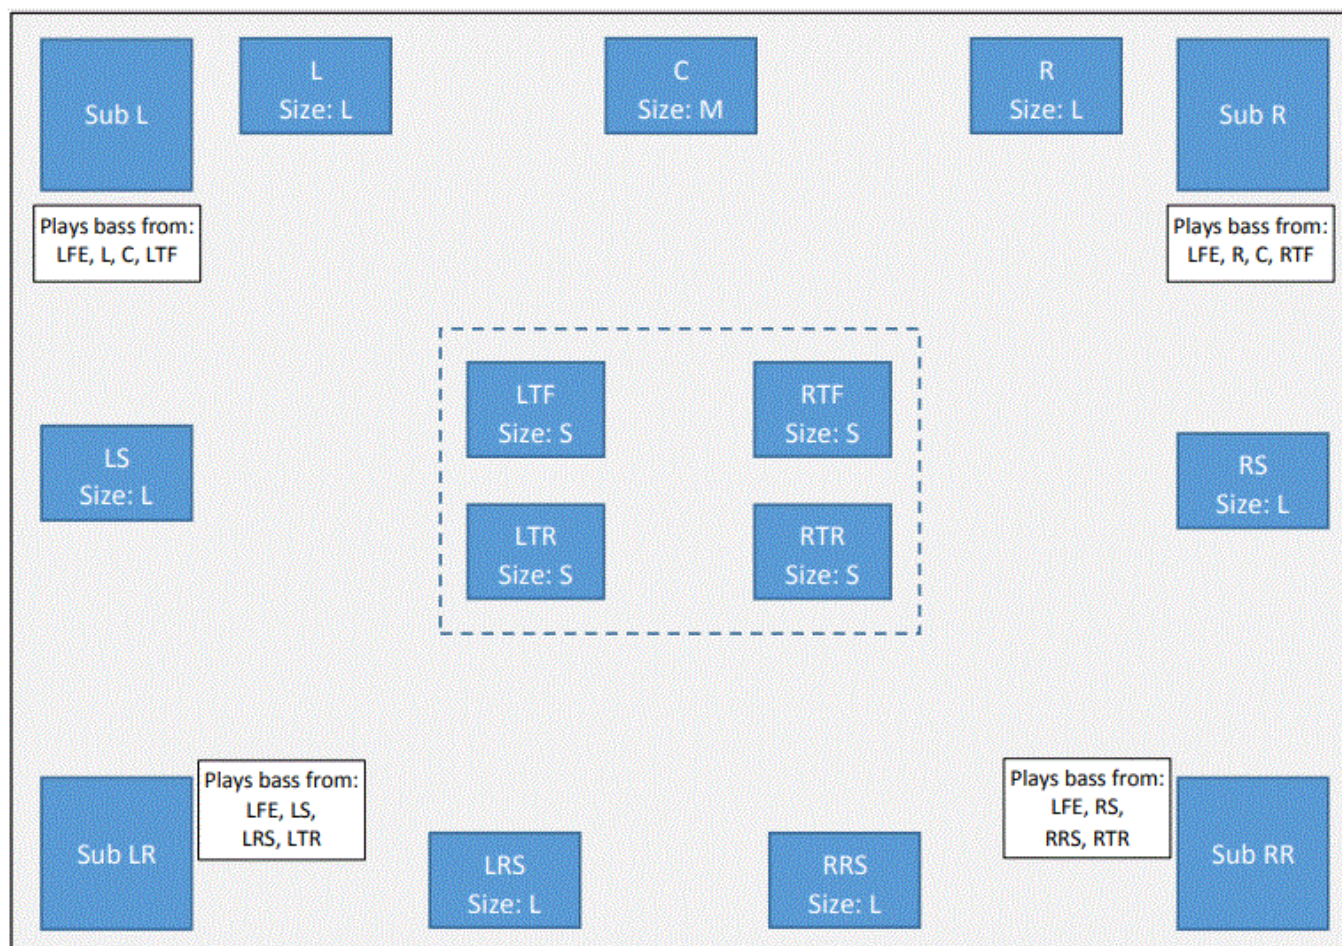 Sub L
L
Size: L
C
Size: M
R
Size: L
Sub R
Plays bass from:
LFE, L, C, LTF
Plays bass from:
LFE, R, C, RTF
LTF
Size: S
RTF
Size: S
LS
Size: L
RS
Size: L
LTR
Size: S
RTR
Size: S
Sub LR
Plays bass from:
LFE, LS,
LRS, LTR
LRS
Size: L
RRS
Size: L
Plays bass from:
LFE, RS,
RRS, RTR
Sub RR